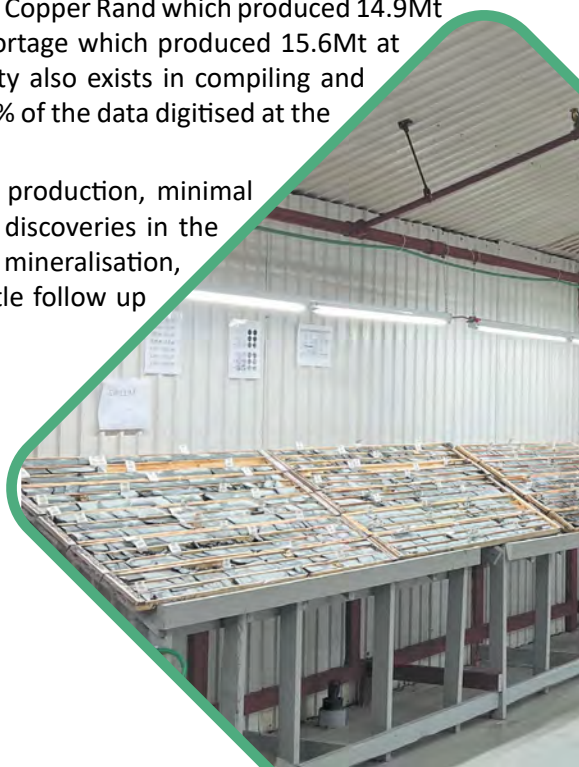 Copper Rand which produced 14.9Mt
ortage which produced 15.6Mt at
ty also exists in compiling and
% of the data digitised at the
production, minimal
discoveries in the
mineralisation,
tle follow up